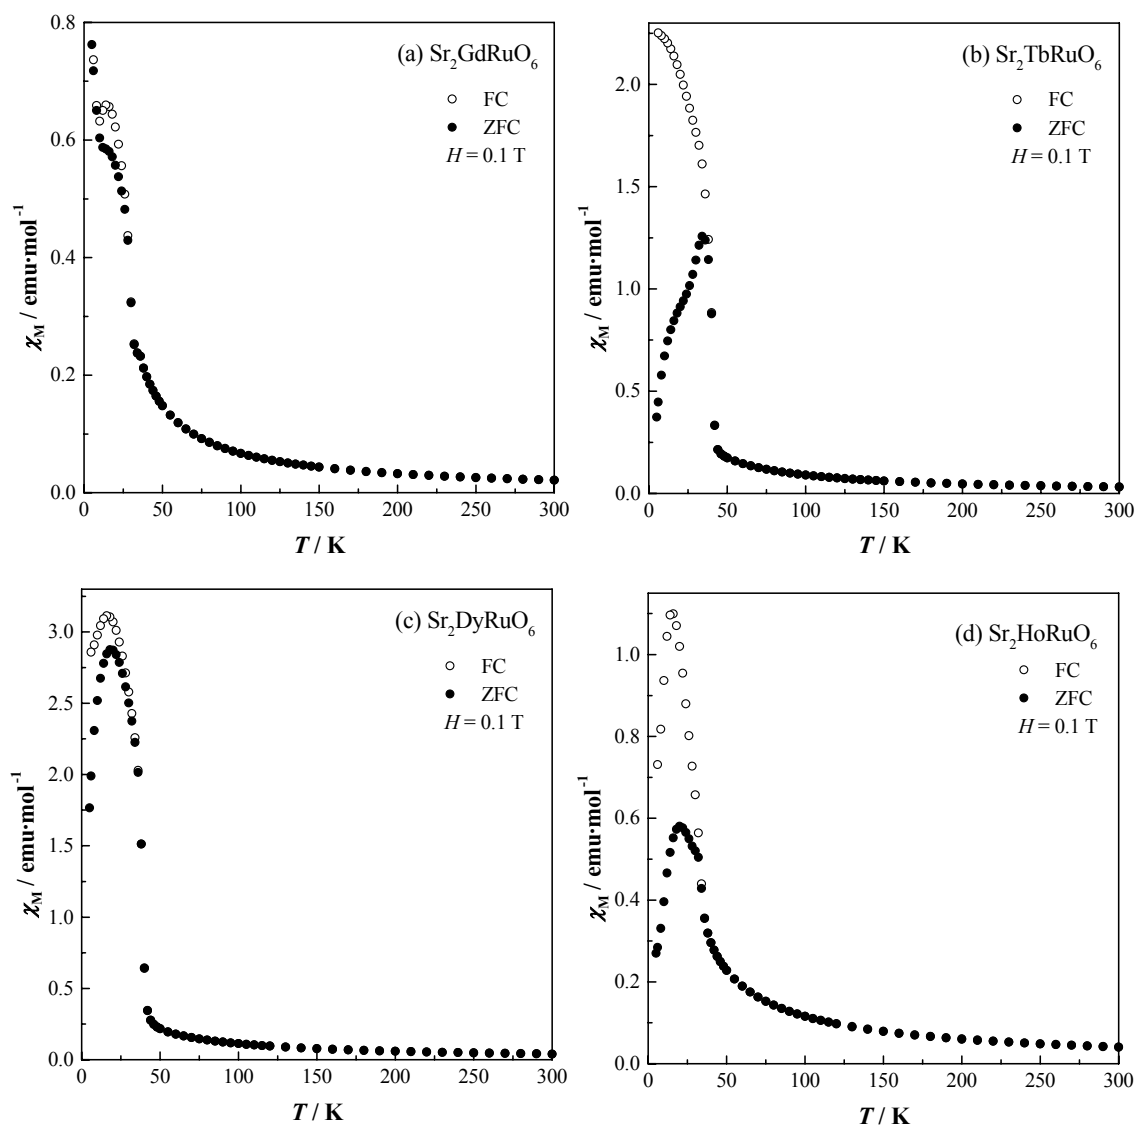 (a) Sr₂GdRuO₆
FC
ZFC
H = 0.1 T
0.8
0.6
0.4
0.2
0.0
χM / emu·mol⁻¹
0 50 100 150 200 250 300
T / K
(b) Sr₂TbRuO₆
FC
ZFC
H = 0.1 T
2.0
1.5
1.0
0.5
0.0
χM / emu·mol⁻¹
0 50 100 150 200 250 300
T / K
(c) Sr₂DyRuO₆
FC
ZFC
H = 0.1 T
3.0
2.5
2.0
1.5
1.0
0.5
0.0
χM / emu·mol⁻¹
0 50 100 150 200 250 300
T / K
(d) Sr₂HoRuO₆
FC
ZFC
H = 0.1 T
1.0
0.8
0.6
0.4
0.2
0.0
χM / emu·mol⁻¹
0 50 100 150 200 250 300
T / K